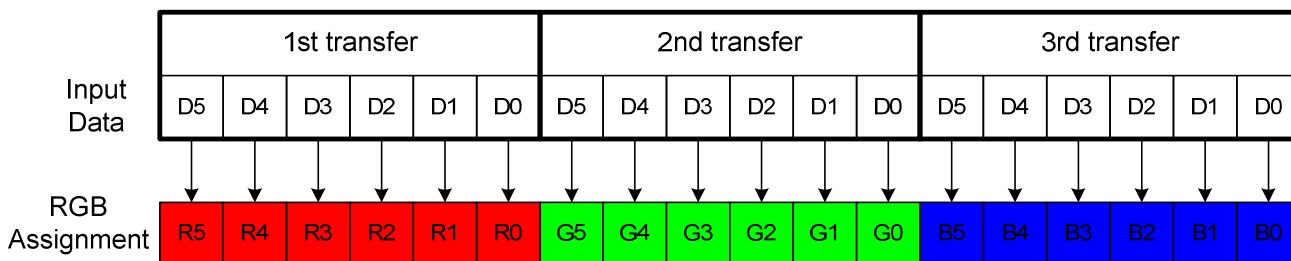 1st transfer 2nd transfer 3rd transfer
Input Data
D5 D4 D3 D2 D1 D0 D5 D4 D3 D2 D1 D0 D5 D4 D3 D2 D1 D0
RGB Assignment
R5 R4 R3 R2 R1 R0 G5 G4 G3 G2 G1 G0 B5 B4 B3 B2 B1 B0